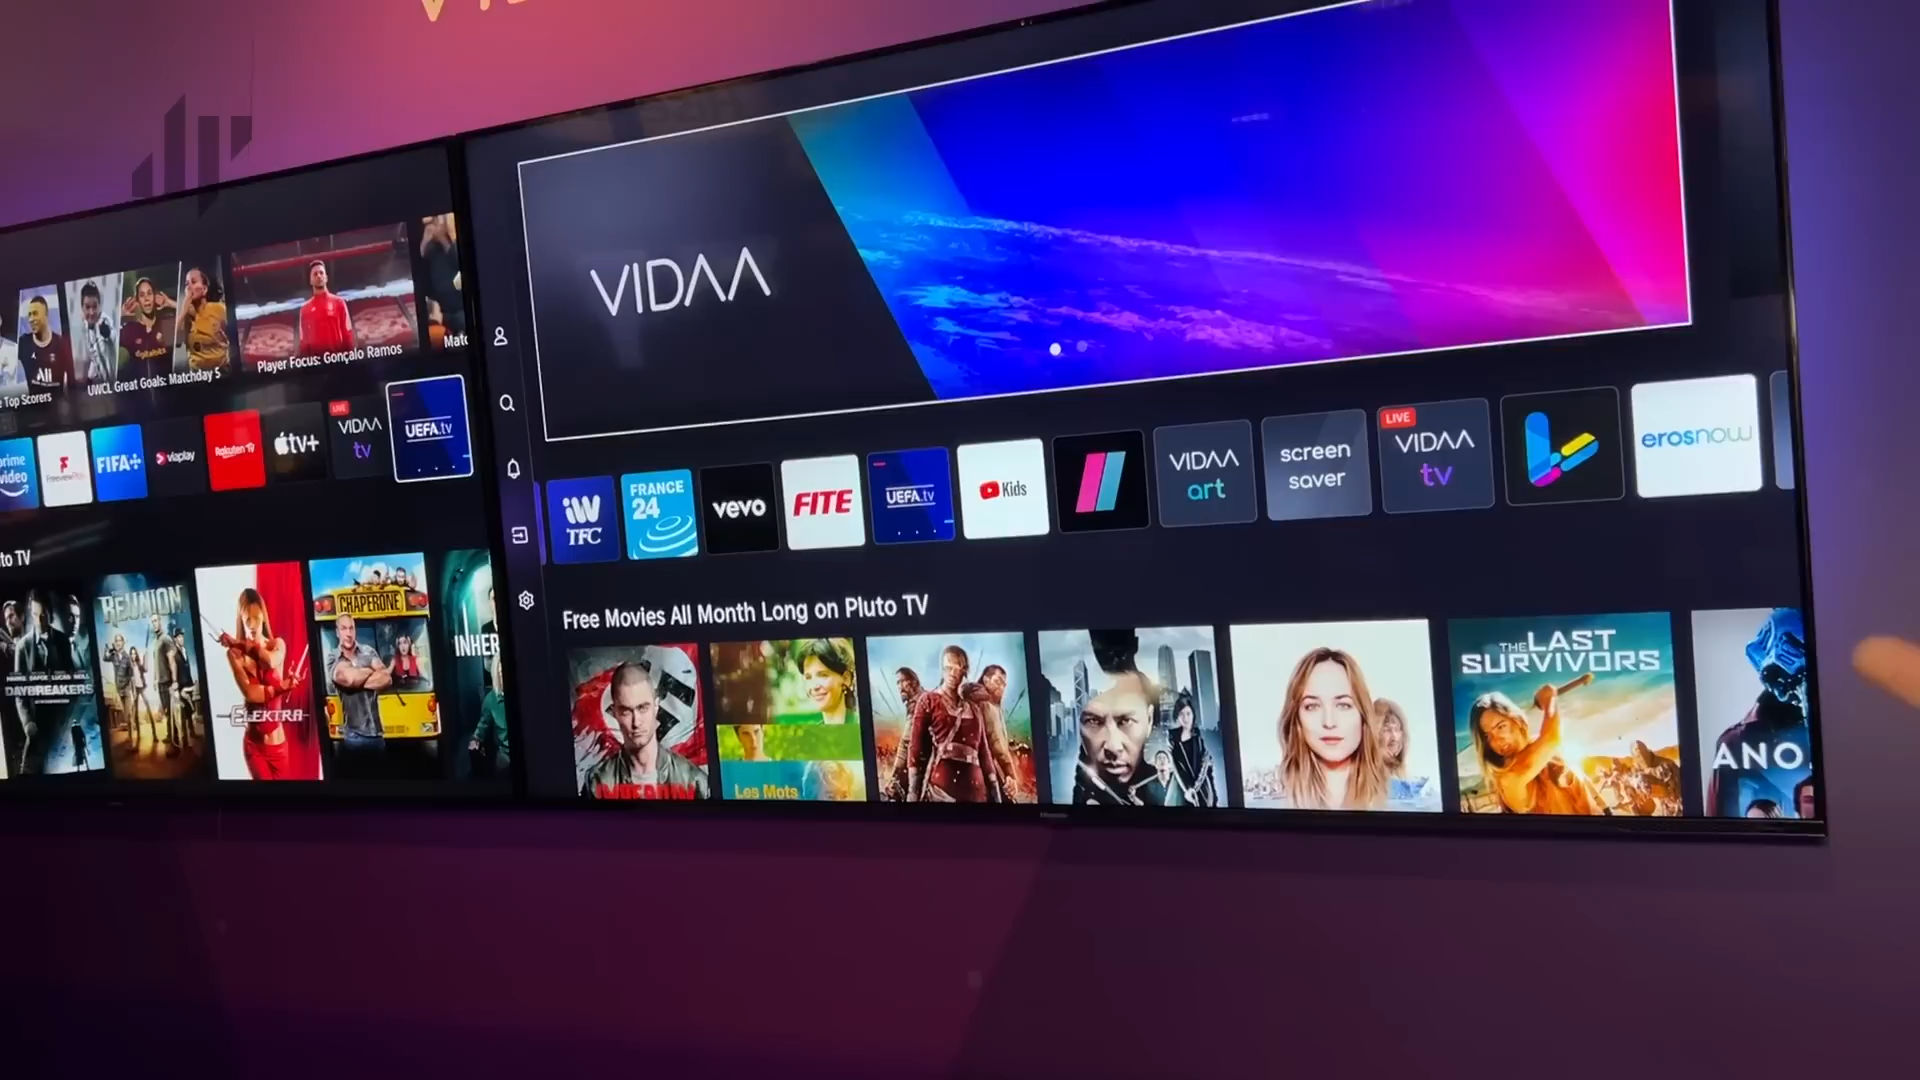 Top Scorers
UWCL Great Goals: Matchday 5
Player Focus: Gonçalo Ramos
Matc
prime
video
FIFA+
viaplay
Rakuten TV
tv+
LIVE
VIDAA
tv
UEFA.tv
to TV
DAYBREAKERS
REUNION
ELEKTRA
THE
CHAPERONE
INHER
VIDAA
iW
TFC
FRANCE
24
vevo
FITE
UEFA.tv
Kids
VIDAA
art
screen
saver
LIVE
VIDAA
tv
erosnow
Free Movies All Month Long on Pluto TV
Les Mots
THE LAST
SURVIVORS
ANO
Hisense